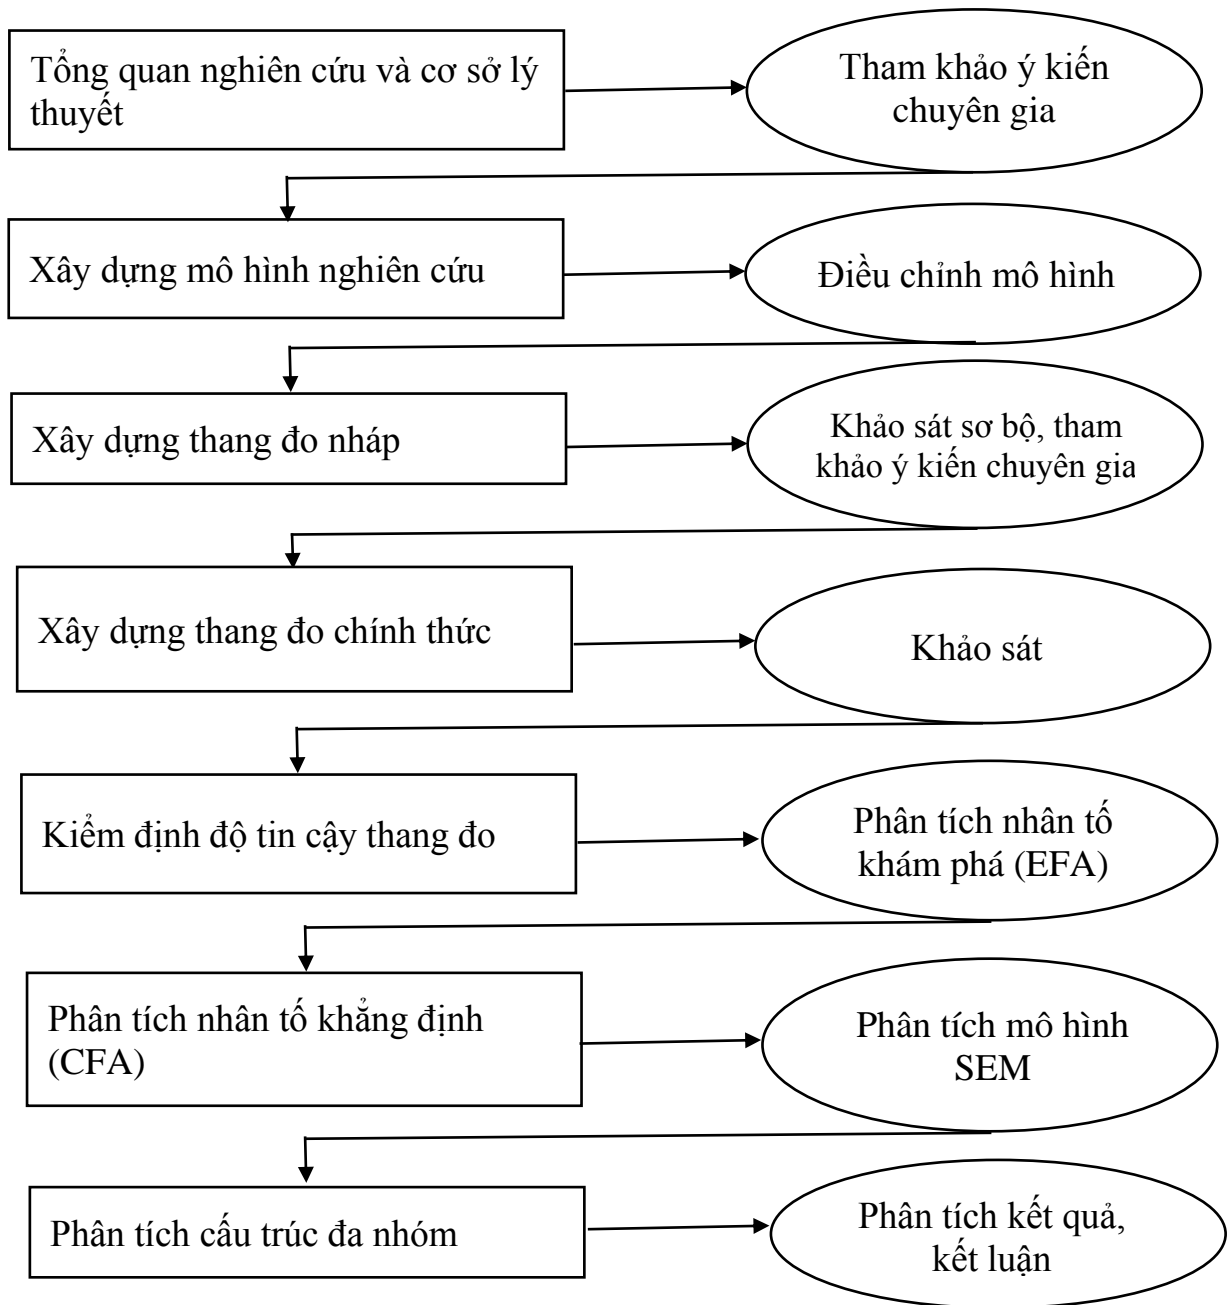 Tổng quan nghiên cứu và cơ sở lý
thuyết
Tham khảo ý kiến
chuyên gia
Xây dựng mô hình nghiên cứu
Điều chỉnh mô hình
Xây dựng thang đo nháp
Khảo sát sơ bộ, tham
khảo ý kiến chuyên gia
Xây dựng thang đo chính thức
Khảo sát
Kiểm định độ tin cậy thang đo
Phân tích nhân tố
khám phá (EFA)
Phân tích nhân tố khẳng định
(CFA)
Phân tích mô hình
SEM
Phân tích cấu trúc đa nhóm
Phân tích kết quả,
kết luận